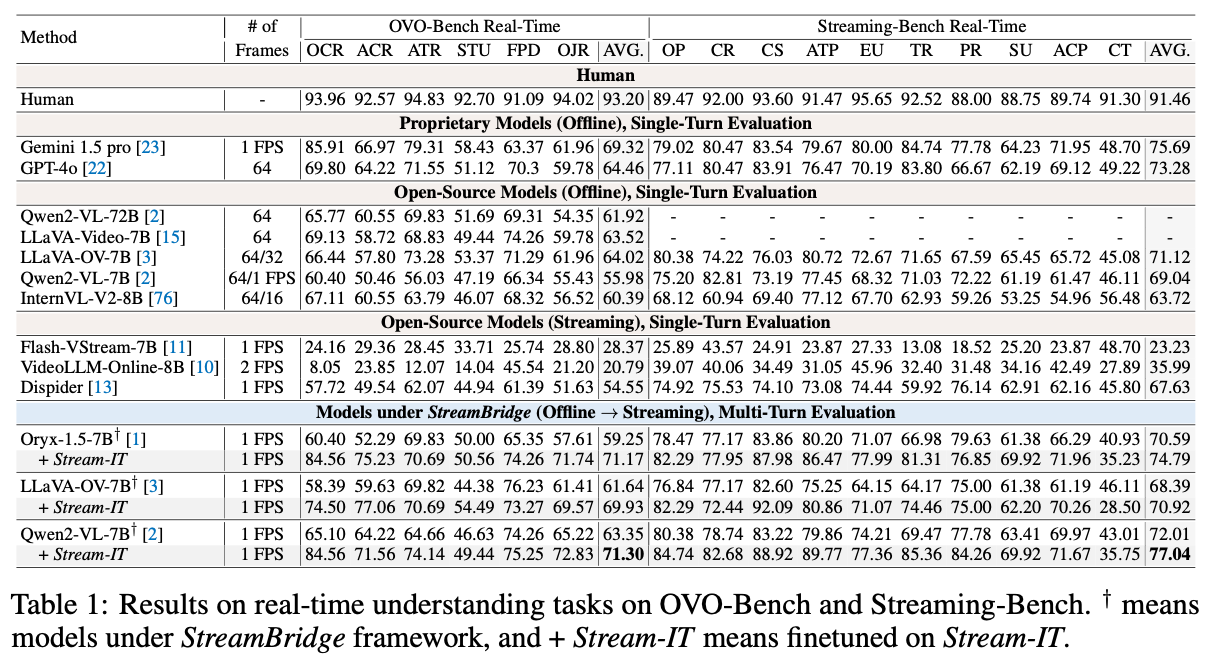 Method # of Frames OVO-Bench Real-Time Streaming-Bench Real-Time
OCR ACR ATR STU FPD OJR AVG. OP CR CS ATP EU TR PR SU ACP CT AVG.
Human
Human - 93.96 92.57 94.83 92.70 91.09 94.02 93.20 89.47 92.00 93.60 91.47 95.65 92.52 88.00 88.75 89.74 91.30 91.46
Proprietary Models (Offline), Single-Turn Evaluation
Gemini 1.5 pro [23] 1 FPS 85.91 66.97 79.31 58.43 63.37 61.96 69.32 79.02 80.47 83.54 79.67 80.00 84.74 77.78 64.23 71.95 48.70 75.69
GPT-4o [22] 64 69.80 64.22 71.55 51.12 70.3 59.78 64.46 77.11 80.47 83.91 76.47 70.19 83.80 66.67 62.19 69.12 49.22 73.28
Open-Source Models (Offline), Single-Turn Evaluation
Qwen2-VL-72B [2] 64 65.77 60.55 69.83 51.69 69.31 54.35 61.92 - - - - - - - - - - -
LLaVA-Video-7B [15] 64 69.13 58.72 68.83 49.44 74.26 59.78 63.52 - - - - - - - - - - -
LLaVA-OV-7B [3] 64/32 66.44 57.80 73.28 53.37 71.29 61.96 64.02 80.38 74.22 76.03 80.72 72.67 71.65 67.59 65.45 65.72 45.08 71.12
Qwen2-VL-7B [2] 64/1 FPS 60.40 50.46 56.03 47.19 66.34 55.43 55.98 75.20 82.81 73.19 77.45 68.32 71.03 72.22 61.19 61.47 46.11 69.04
InternVL-V2-8B [76] 64/16 67.11 60.55 63.79 46.07 68.32 56.52 60.39 68.12 60.94 69.40 77.12 67.70 62.93 59.26 53.25 54.96 56.48 63.72
Open-Source Models (Streaming), Single-Turn Evaluation
Flash-VStream-7B [11] 1 FPS 24.16 29.36 28.45 33.71 25.74 28.80 28.37 25.89 43.57 24.91 23.87 27.33 13.08 18.52 25.20 23.87 48.70 23.23
VideoLLM-Online-8B [10] 2 FPS 8.05 23.85 12.07 14.04 45.54 21.20 20.79 39.07 40.06 34.49 31.05 45.96 32.40 31.48 34.16 42.49 27.89 35.99
Dispider [13] 1 FPS 57.72 49.54 62.07 44.94 61.39 51.63 54.55 74.92 75.53 74.10 73.08 74.44 59.92 76.14 62.91 62.16 45.80 67.63
Models under StreamBridge (Offline → Streaming), Multi-Turn Evaluation
Oryx-1.5-7B† [1] 1 FPS 60.40 52.29 69.83 50.00 65.35 57.61 59.25 78.47 77.17 83.86 80.20 71.07 66.98 79.63 61.38 66.29 40.93 70.59
+ Stream-IT 1 FPS 84.56 75.23 70.69 50.56 74.26 71.74 71.17 82.29 77.95 87.98 86.47 77.99 81.31 76.85 69.92 71.96 35.23 74.79
LLaVA-OV-7B† [3] 1 FPS 58.39 59.63 69.82 44.38 76.23 61.41 61.64 76.84 77.17 82.60 75.25 64.15 64.17 75.00 61.38 61.19 46.11 68.39
+ Stream-IT 1 FPS 74.50 77.06 70.69 54.49 73.27 69.57 69.93 82.29 72.44 92.09 80.86 71.07 74.46 75.00 62.20 70.26 28.50 70.92
Qwen2-VL-7B† [2] 1 FPS 65.10 64.22 64.66 46.63 74.26 65.22 63.35 80.38 78.74 83.22 79.86 74.21 69.47 77.78 63.41 69.97 43.01 72.01
+ Stream-IT 1 FPS 84.56 71.56 74.14 49.44 75.25 72.83 71.30 84.74 82.68 88.92 89.77 77.36 85.36 84.26 69.92 71.67 35.75 77.04
Table 1: Results on real-time understanding tasks on OVO-Bench and Streaming-Bench. † means
models under StreamBridge framework, and + Stream-IT means finetuned on Stream-IT.